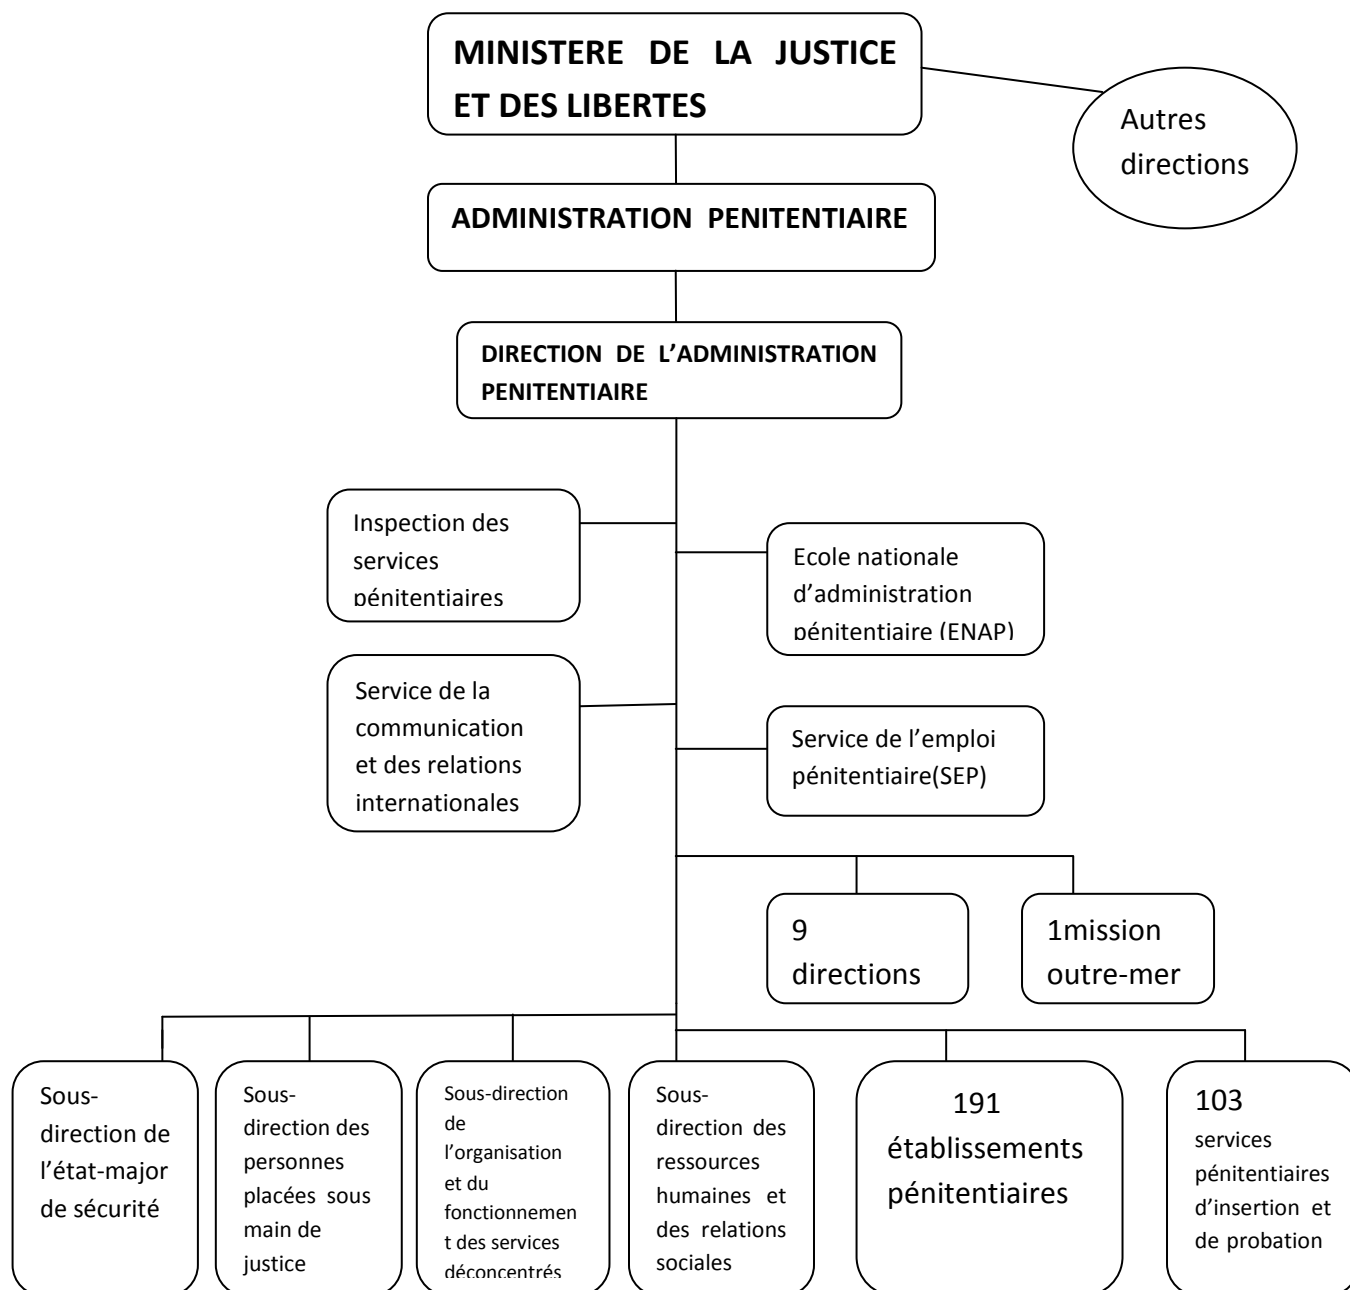 MINISTERE DE LA JUSTICE
ET DES LIBERTES
Autres
directions
ADMINISTRATION PENITENTIAIRE
DIRECTION DE L’ADMINISTRATION
PENITENTIAIRE
Inspection des
services
pénitentiaires
Ecole nationale
d’administration
pénitentiaire (ENAP)
Service de la
communication
et des relations
internationales
Service de l’emploi
pénitentiaire(SEP)
9
directions
1mission
outre-mer
Sous-
direction de
l’état-major
de sécurité
Sous-
direction des
personnes
placées sous
main de
justice
Sous-direction
de
l’organisation
et du
fonctionnemen
t des services
déconcentrés
Sous-
direction des
ressources
humaines et
des relations
sociales
191
établissements
pénitentiaires
103
services
pénitentiaires
d’insertion et
de probation